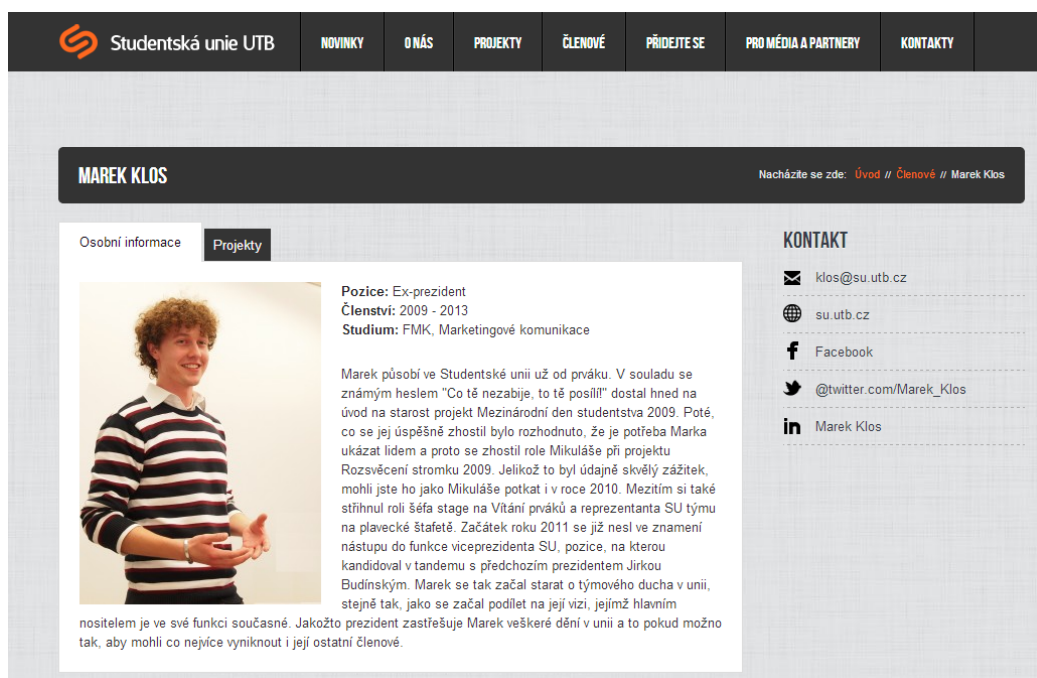 Studentská unie UTB
NOVINKY
O NÁS
PROJEKTY
ČLENOVÉ
PŘIDEJTE SE
PRO MÉDIA A PARTNERY
KONTAKTY
MAREK KLOS
Nacházíte se zde: Úvod // Členové // Marek Klos
Osobní informace
Projekty
Pozice: Ex-prezident
Členství: 2009 - 2013
Studium: FMK, Marketingové komunikace
Marek působí ve Studentské unii už od prváku. V souladu se
známým heslem "Co tě nezabije, to tě posílí!" dostal hned na
úvod na starost projekt Mezinárodní den studentstva 2009. Poté,
co se jej úspěšně zhostil bylo rozhodnuto, že je potřeba Marka
ukázat lidem a proto se zhostil role Mikuláše při projektu
Rozsvěcení stromku 2009. Jelikož to byl údajně skvělý zážitek,
mohli jste ho jako Mikuláše potkat i v roce 2010. Mezitím si také
střihnul roli šéfa stage na Vítání prváků a reprezentanta SU týmu
na plavecké štafetě. Začátek roku 2011 se již nesl ve znamení
nástupu do funkce viceprezidenta SU, pozice, na kterou
kandidoval v tandemu s předchozím prezidentem Jirkou
Budínským. Marek se tak začal starat o týmového ducha v unii,
stejně tak, jako se začal podílet na její vizi, jejímž hlavním
nositelem je ve své funkci současné. Jakožto prezident zastřešuje Marek veškeré dění v unii a to pokud možno
tak, aby mohli co nejvíce vyniknout i její ostatní členové.
KONTAKT
klos@su.utb.cz
su.utb.cz
Facebook
@twitter.com/Marek_Klos
Marek Klos